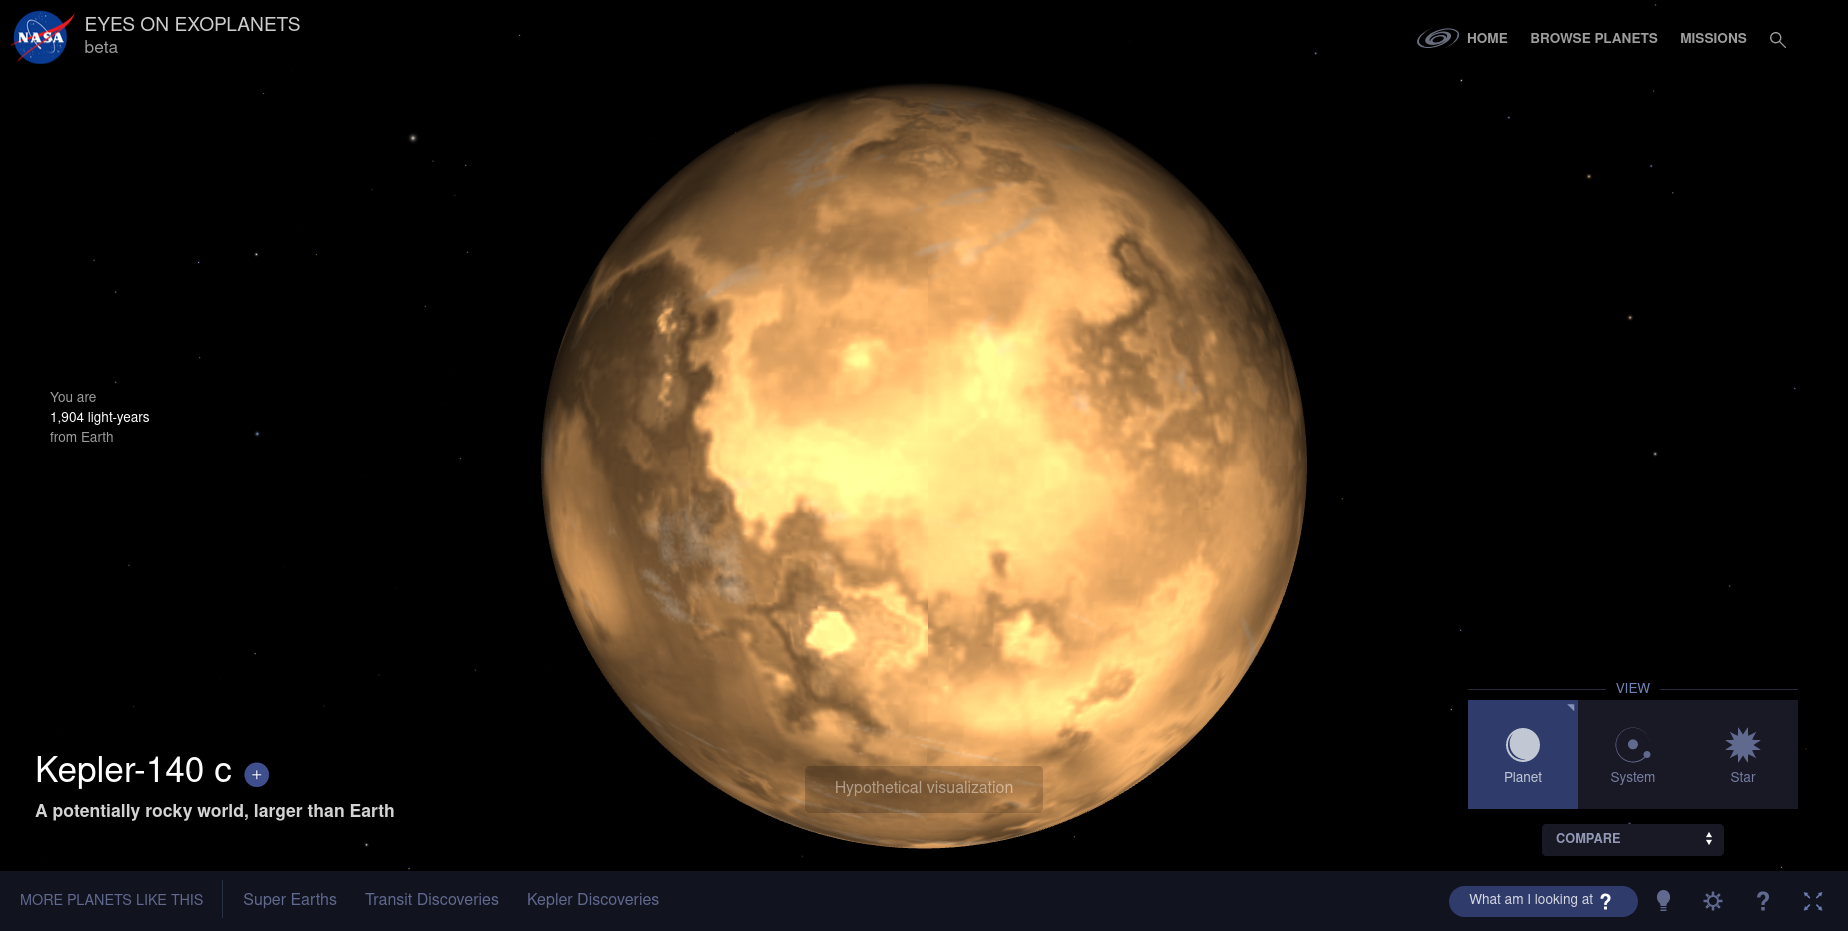 NASA
EYES ON EXOPLANETS
beta
HOME
BROWSE PLANETS
MISSIONS
You are
1,904 light-years
from Earth
Kepler-140 c +
A potentially rocky world, larger than Earth
Hypothetical visualization
VIEW
Planet
System
Star
COMPARE
MORE PLANETS LIKE THIS
Super Earths
Transit Discoveries
Kepler Discoveries
What am I looking at ?
?